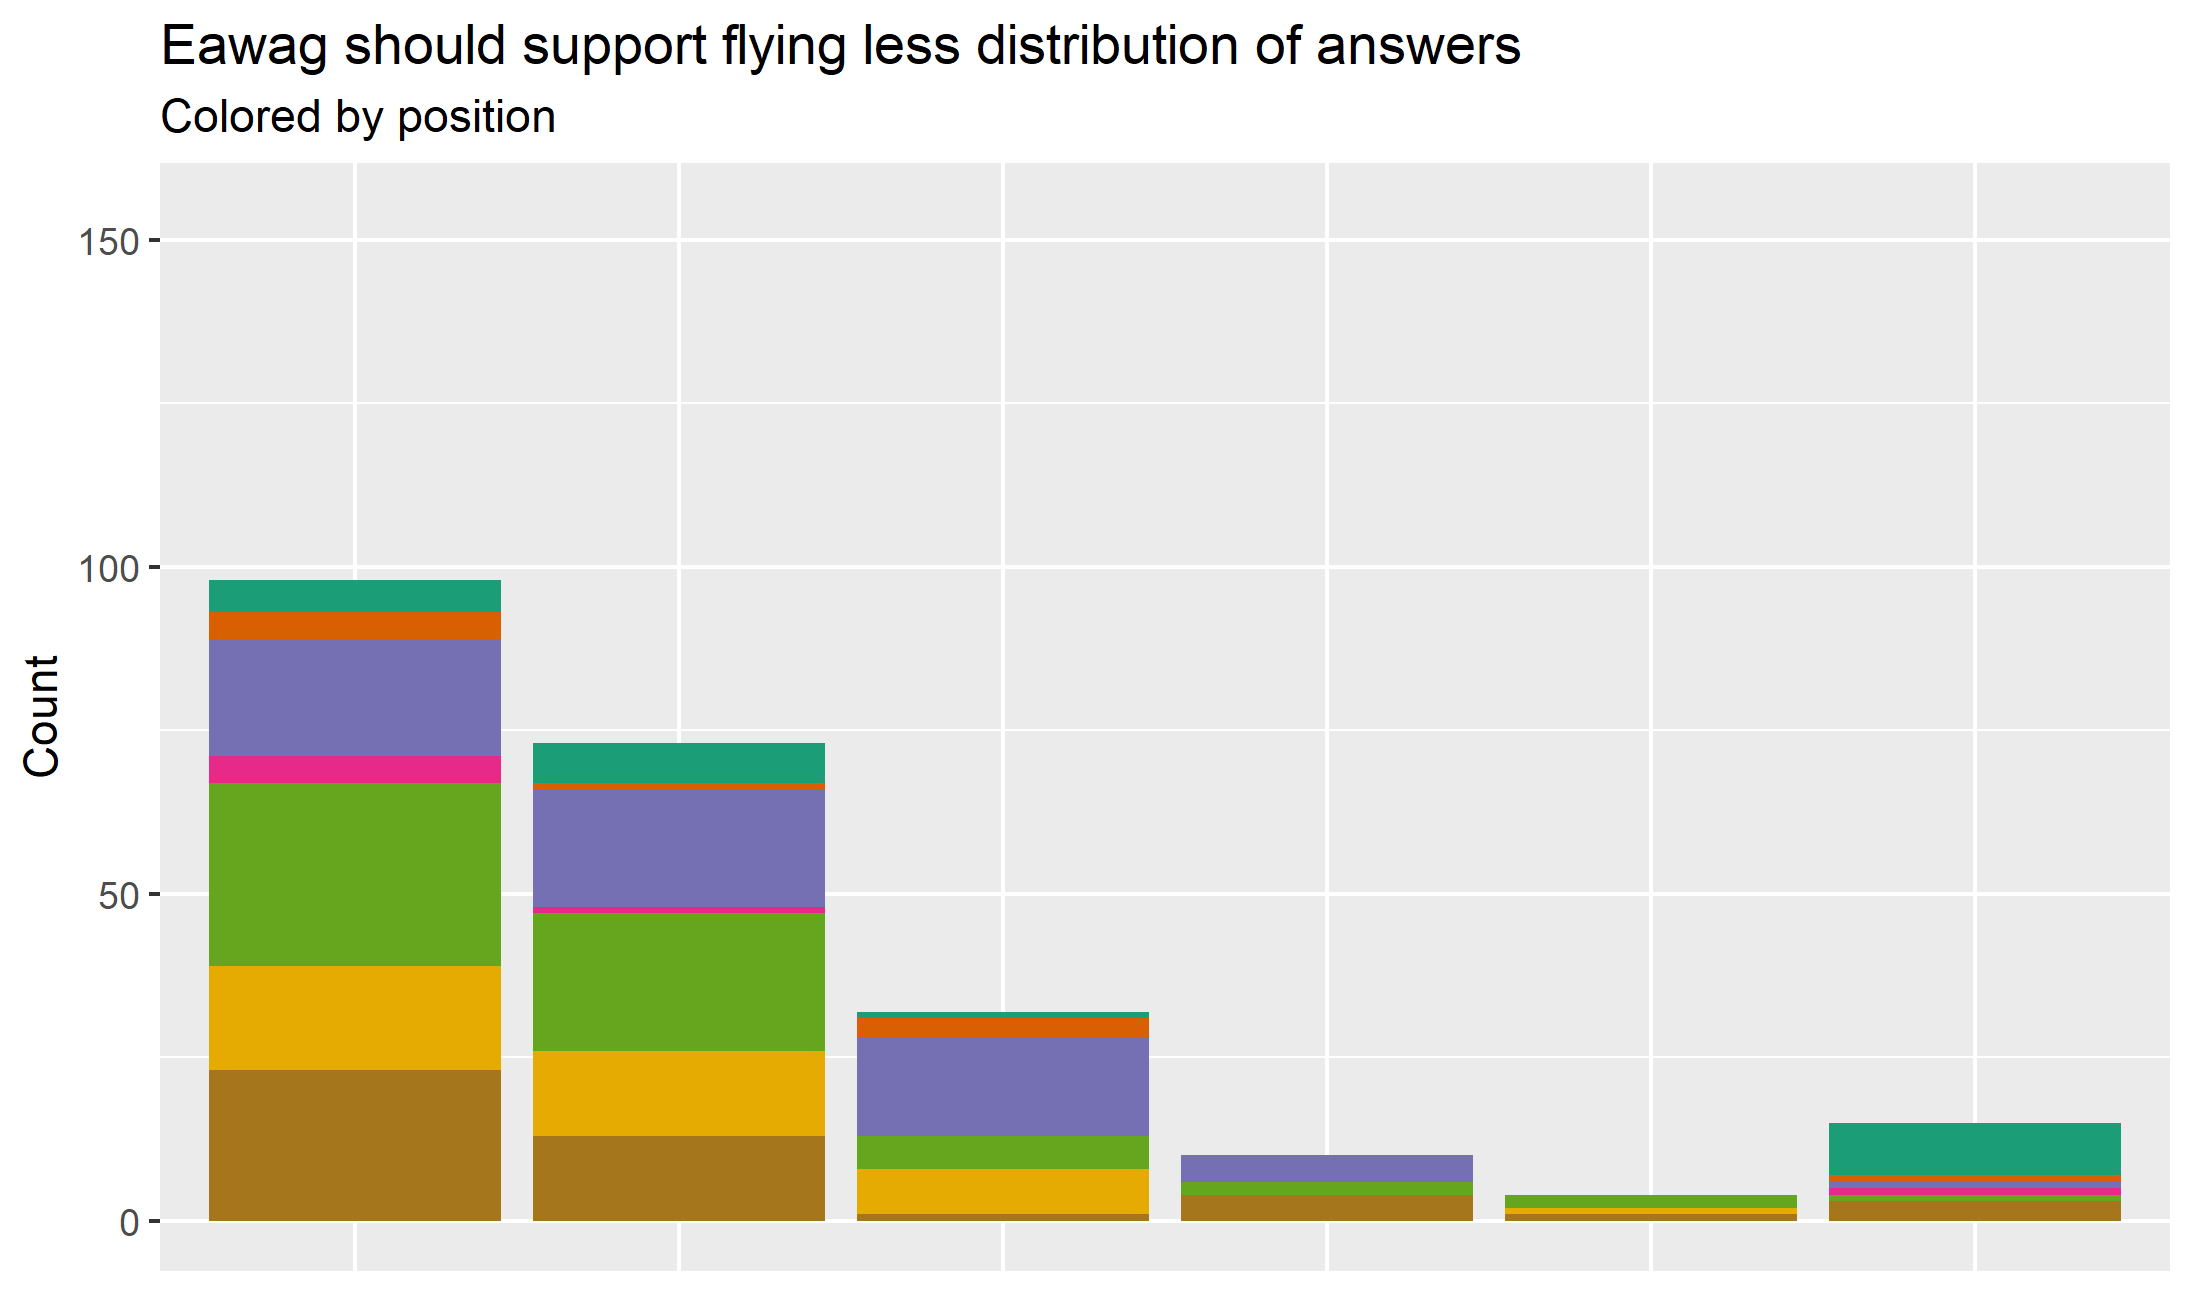 Eawag should support flying less distribution of answers
Colored by position
150
100
50
0
Count